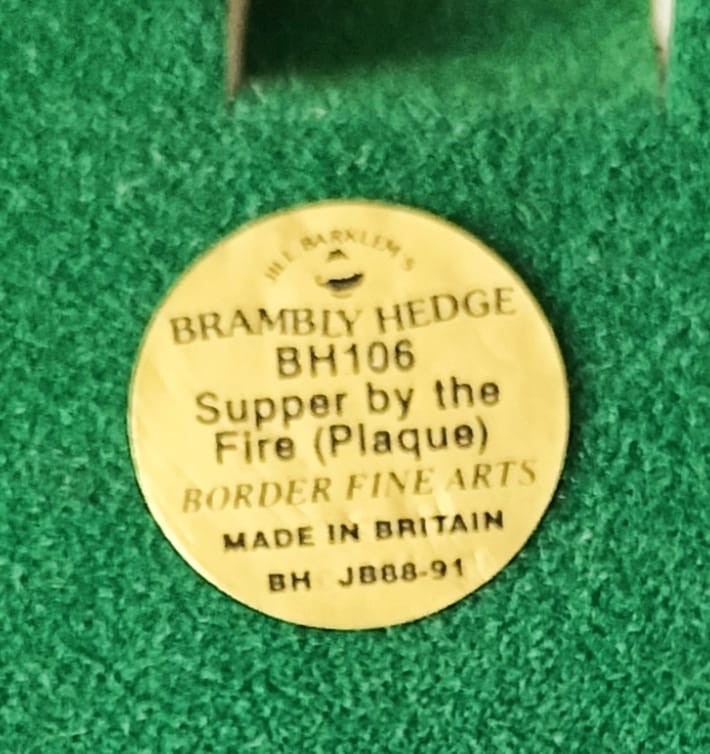 JILL BARKLEM'S
BRAMBLY HEDGE
BH106
Supper by the
Fire (Plaque)
BORDER FINE ARTS
MADE IN BRITAIN
BH JB88-91